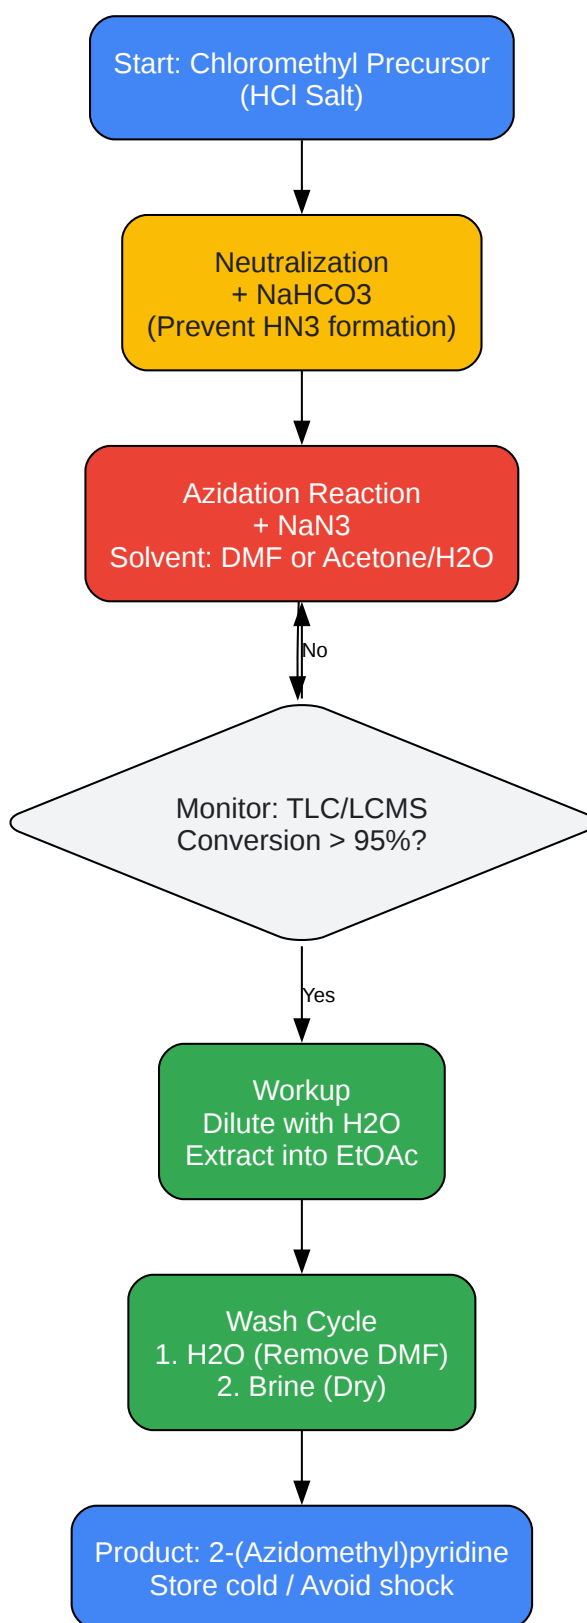 Start: Chloromethyl Precursor
(HCl Salt)
Neutralization
+ NaHCO3
(Prevent HN3 formation)
Azidation Reaction
+ NaN3
Solvent: DMF or Acetone/H2O
No
Monitor: TLC/LCMS
Conversion > 95%?
Yes
Workup
Dilute with H2O
Extract into EtOAc
Wash Cycle
1. H2O (Remove DMF)
2. Brine (Dry)
Product: 2-(Azidomethyl)pyridine
Store cold / Avoid shock